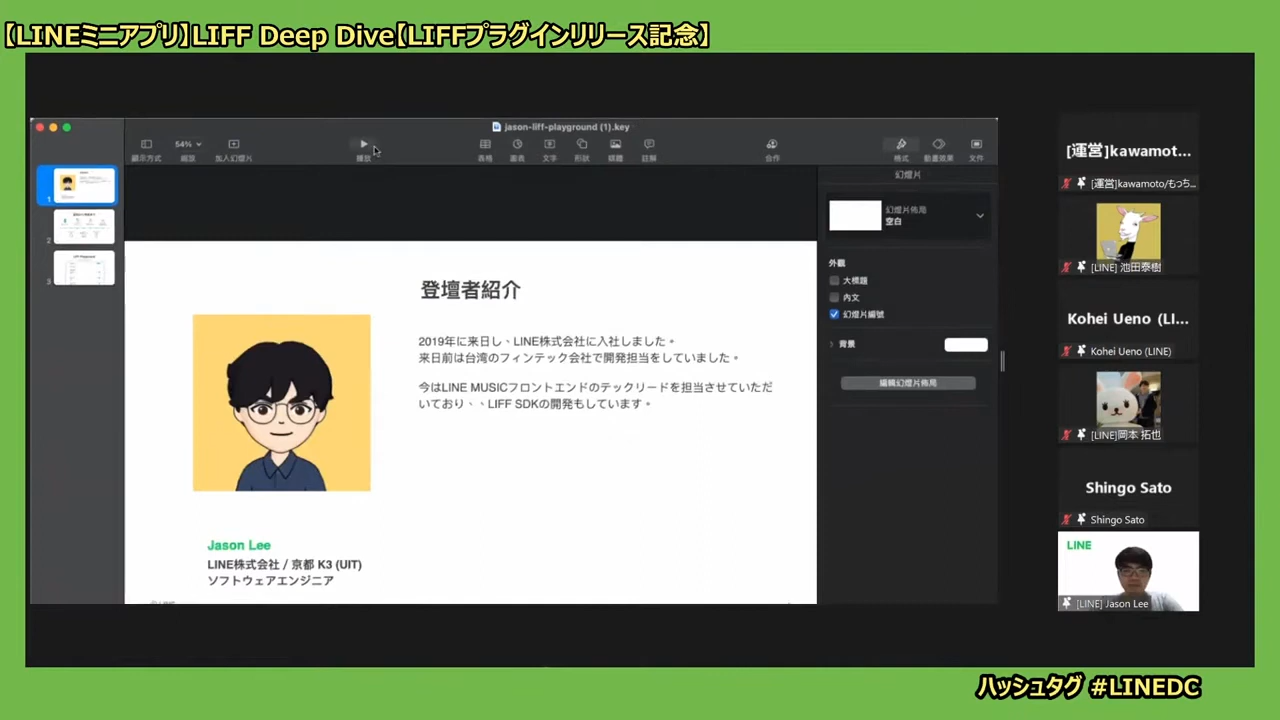 【LINEミニアプリ】LIFF Deep Dive【LIFFプラグインリリース記念】
jason-liff-playground (1).key
54%
顯示方式
縮放
加入幻燈片
播放
表格
圖表
文字
形狀
媒體
註解
合作
格式
動畫效果
文件
幻燈片
1
2
3
幻燈片佈局
空白
外觀
大標題
內文
幻燈片編號
背景
編輯幻燈片佈局
登壇者紹介
2019年に来日し、LINE株式会社に入社しました。
来日前は台湾のフィンテック会社で開発担当をしていました。
今はLINE MUSICフロントエンドのテックリードを担当させていただ
いており、、LIFF SDKの開発もしています。
Jason Lee
LINE株式会社 / 京都 K3 (UIT)
ソフトウェアエンジニア
[運営]kawamot...
[運営]kawamoto/もっち...
[LINE] 池田泰樹
Kohei Ueno (LI...
Kohei Ueno (LINE)
[LINE]岡本 拓也
Shingo Sato
Shingo Sato
LINE
[LINE] Jason Lee
ハッシュタグ #LINEDC